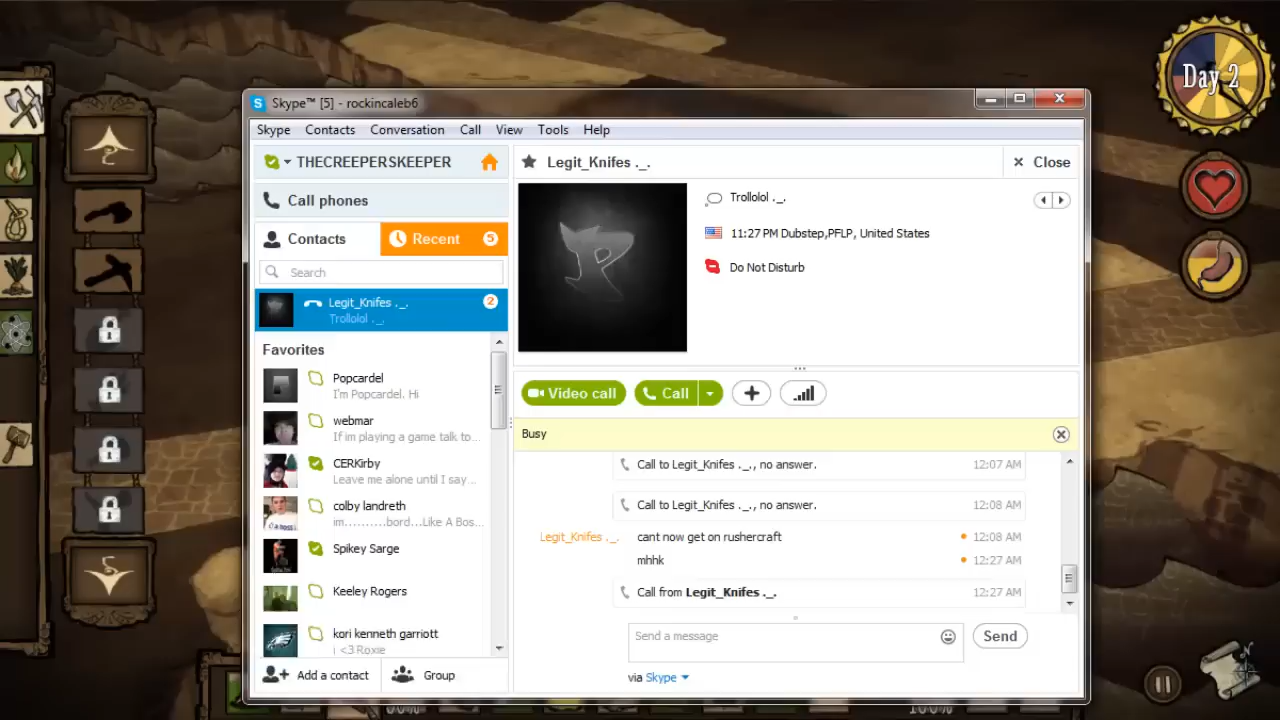 Day 2
Skype™ [5] - rockincaleb6
Skype Contacts Conversation Call View Tools Help
THECREEPERSKEEPER
Call phones
Contacts
Recent 5
Search
Legit_Knifes ._. 2
Trollolol ._.
Favorites
Popcardel
I'm Popcardel. Hi
webmar
If im playing a game talk to...
CERKirby
Leave me alone until I say ...
colby landreth
im..........bord...Like A Bos...
Spikey Sarge
Keeley Rogers
kori kenneth garriott
i <3 Roxie
Add a contact
Group
Legit_Knifes ._.
Close
Trollolol ._.
11:27 PM Dubstep,PFLP, United States
Do Not Disturb
Video call
Call
Busy
Call to Legit_Knifes ._., no answer. 12:07 AM
Call to Legit_Knifes ._., no answer. 12:08 AM
Legit_Knifes ._. cant now get on rushercraft 12:08 AM
mhhk 12:27 AM
Call from Legit_Knifes ._. 12:27 AM
Send a message
Send
via Skype
100%